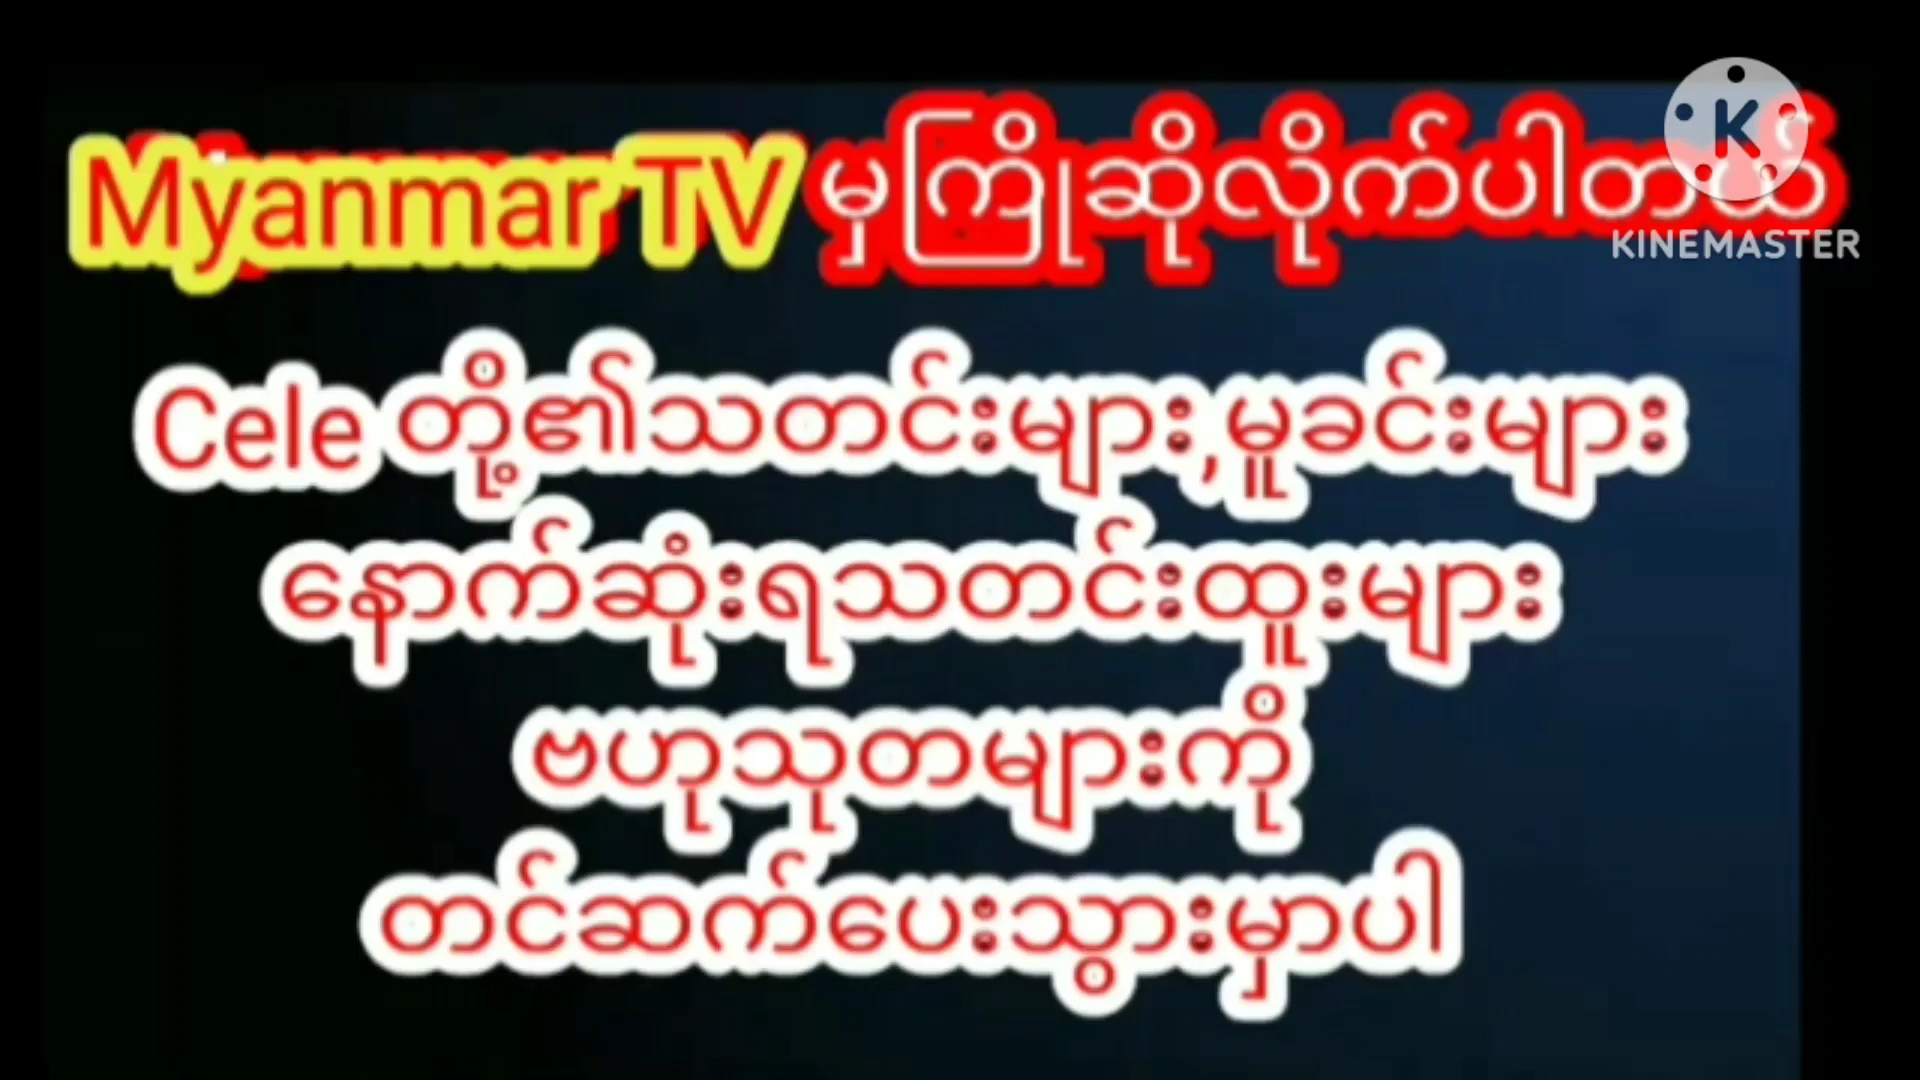 Myanmar TV မှကြိုဆိုလိုက်ပါတယ်
KINEMASTER
Cele တို့၏သတင်းများ,မှုခင်းများ
နောက်ဆုံးရသတင်းထူးများ
ဗဟုသုတများကို
တင်ဆက်ပေးသွားမှာပါ